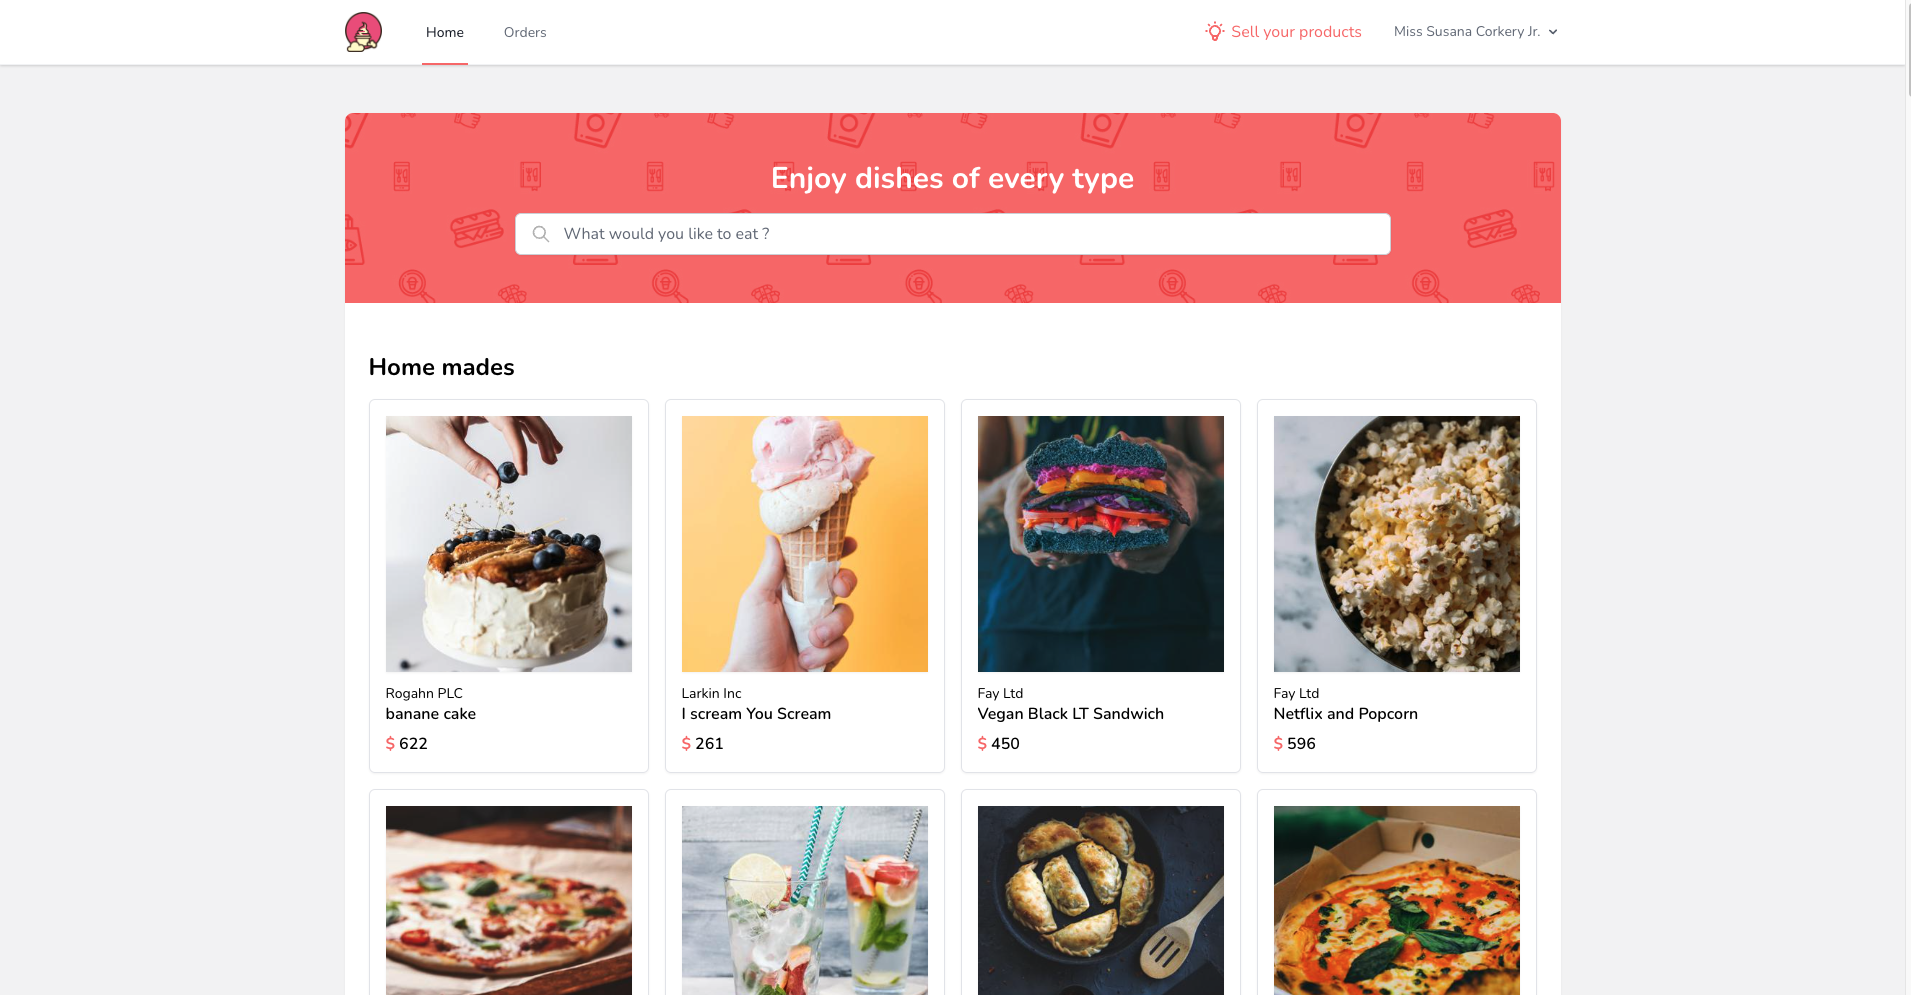 Home
Orders
Sell your products
Miss Susana Corkery Jr.
Enjoy dishes of every type
What would you like to eat ?
Home mades
Rogahn PLC
banane cake
$ 622
Larkin Inc
I scream You Scream
$ 261
Fay Ltd
Vegan Black LT Sandwich
$ 450
Fay Ltd
Netflix and Popcorn
$ 596